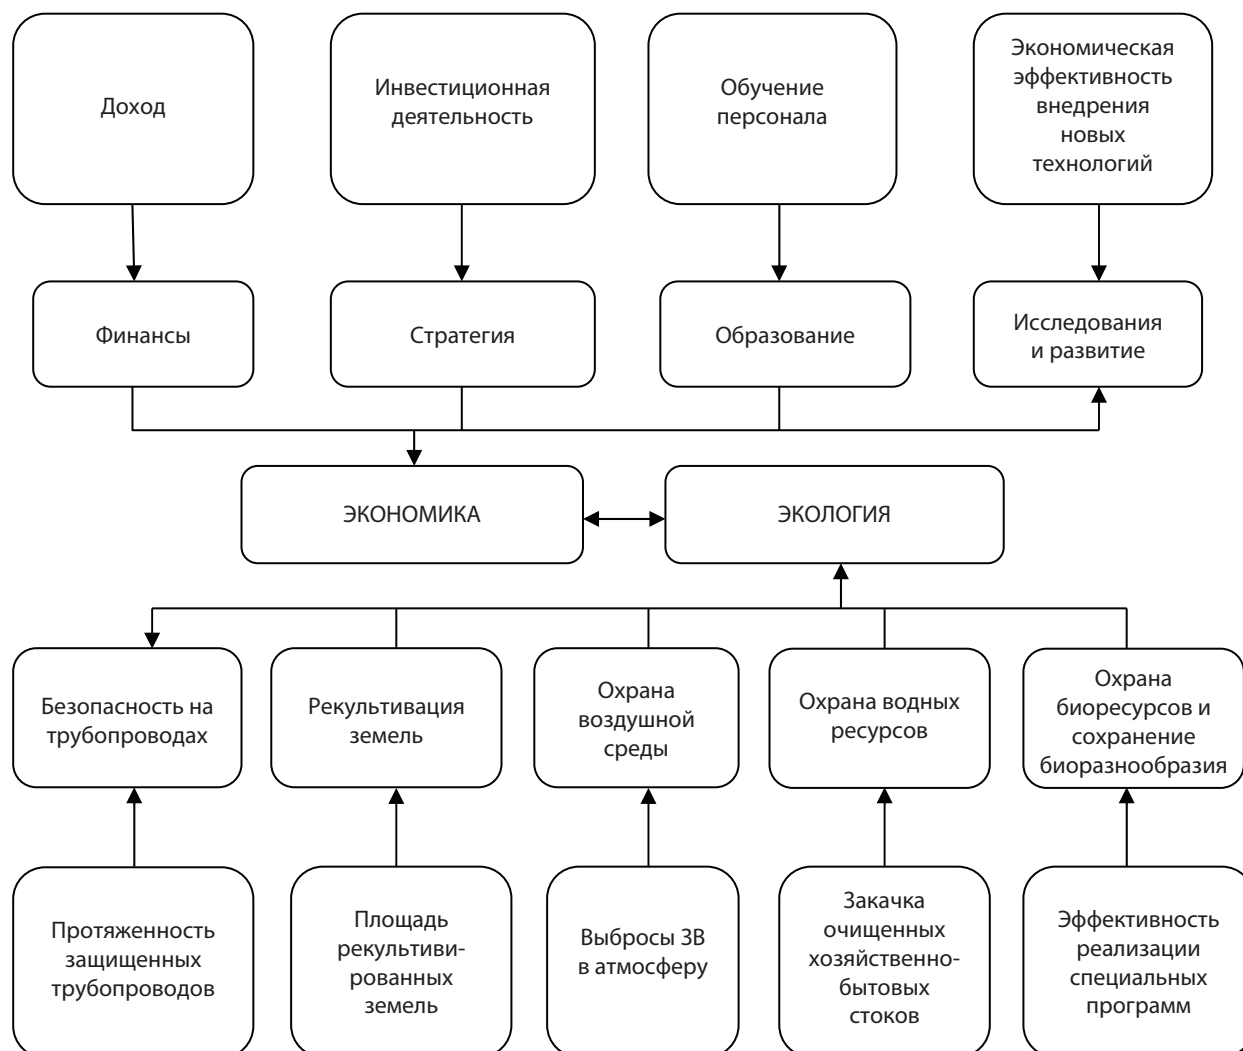 Доход
Инвестиционная
деятельность
Обучение
персонала
Экономическая
эффективность
внедрения
новых
технологий
Финансы
Стратегия
Образование
Исследования
и развитие
ЭКОНОМИКА
ЭКОЛОГИЯ
Безопасность на
трубопроводах
Рекультивация
земель
Охрана
воздушной
среды
Охрана водных
ресурсов
Охрана
биоресурсов и
сохранение
биоразнообразия
Протяженность
защищенных
трубопроводов
Площадь
рекультиви-
рованных
земель
Выбросы ЗВ
в атмосферу
Закачка
очищенных
хозяйственно-
бытовых
стоков
Эффективность
реализации
специальных
программ